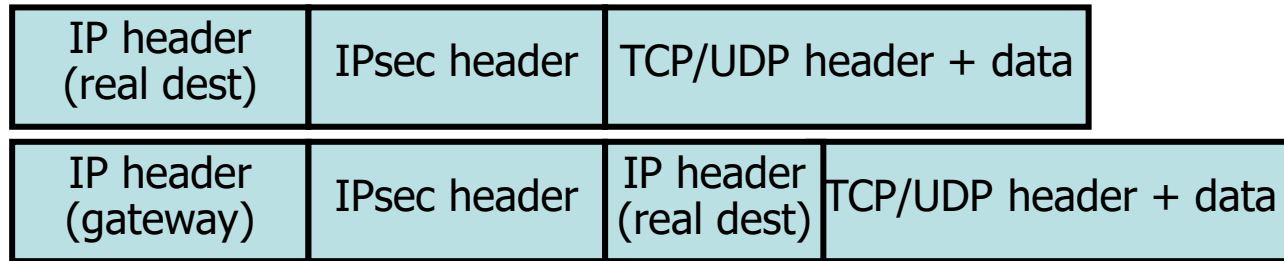 IP header
(real dest)
IPsec header
TCP/UDP header + data
IP header
(gateway)
IPsec header
IP header
(real dest)
TCP/UDP header + data